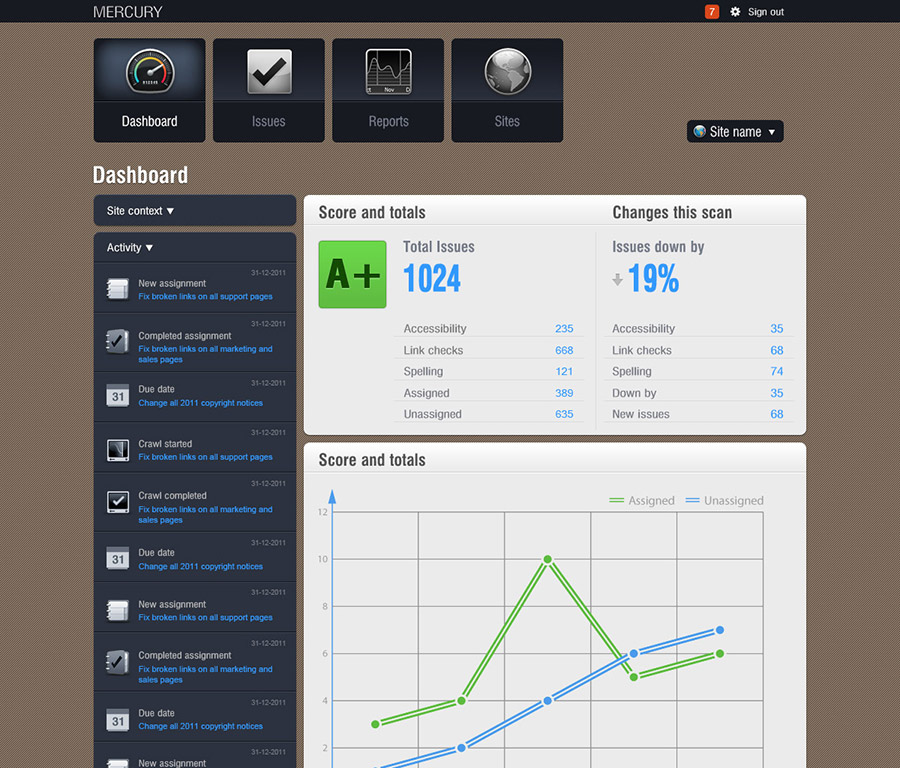 MERCURY
7 Sign out
Dashboard
Issues
Reports
Sites
Nov
Site name ▼
Dashboard
Site context ▼
Activity ▼
31-12-2011
New assignment
Fix broken links on all support pages
31-12-2011
Completed assignment
Fix broken links on all marketing and
sales pages
31-12-2011
31
Due date
Change all 2011 copyright notices
31-12-2011
Crawl started
Fix broken links on all support pages
31-12-2011
Crawl completed
Fix broken links on all marketing and
sales pages
31-12-2011
31
Due date
Change all 2011 copyright notices
31-12-2011
New assignment
Fix broken links on all support pages
31-12-2011
Completed assignment
Fix broken links on all marketing and
sales pages
31-12-2011
31
Due date
Change all 2011 copyright notices
31-12-2011
New assignment
Score and totals
A+
Total Issues
1024
Accessibility 235
Link checks 668
Spelling 121
Assigned 389
Unassigned 635
Changes this scan
Issues down by
19%
Accessibility 35
Link checks 68
Spelling 74
Down by 35
New issues 68
Score and totals
Assigned Unassigned
12
10
8
6
4
2